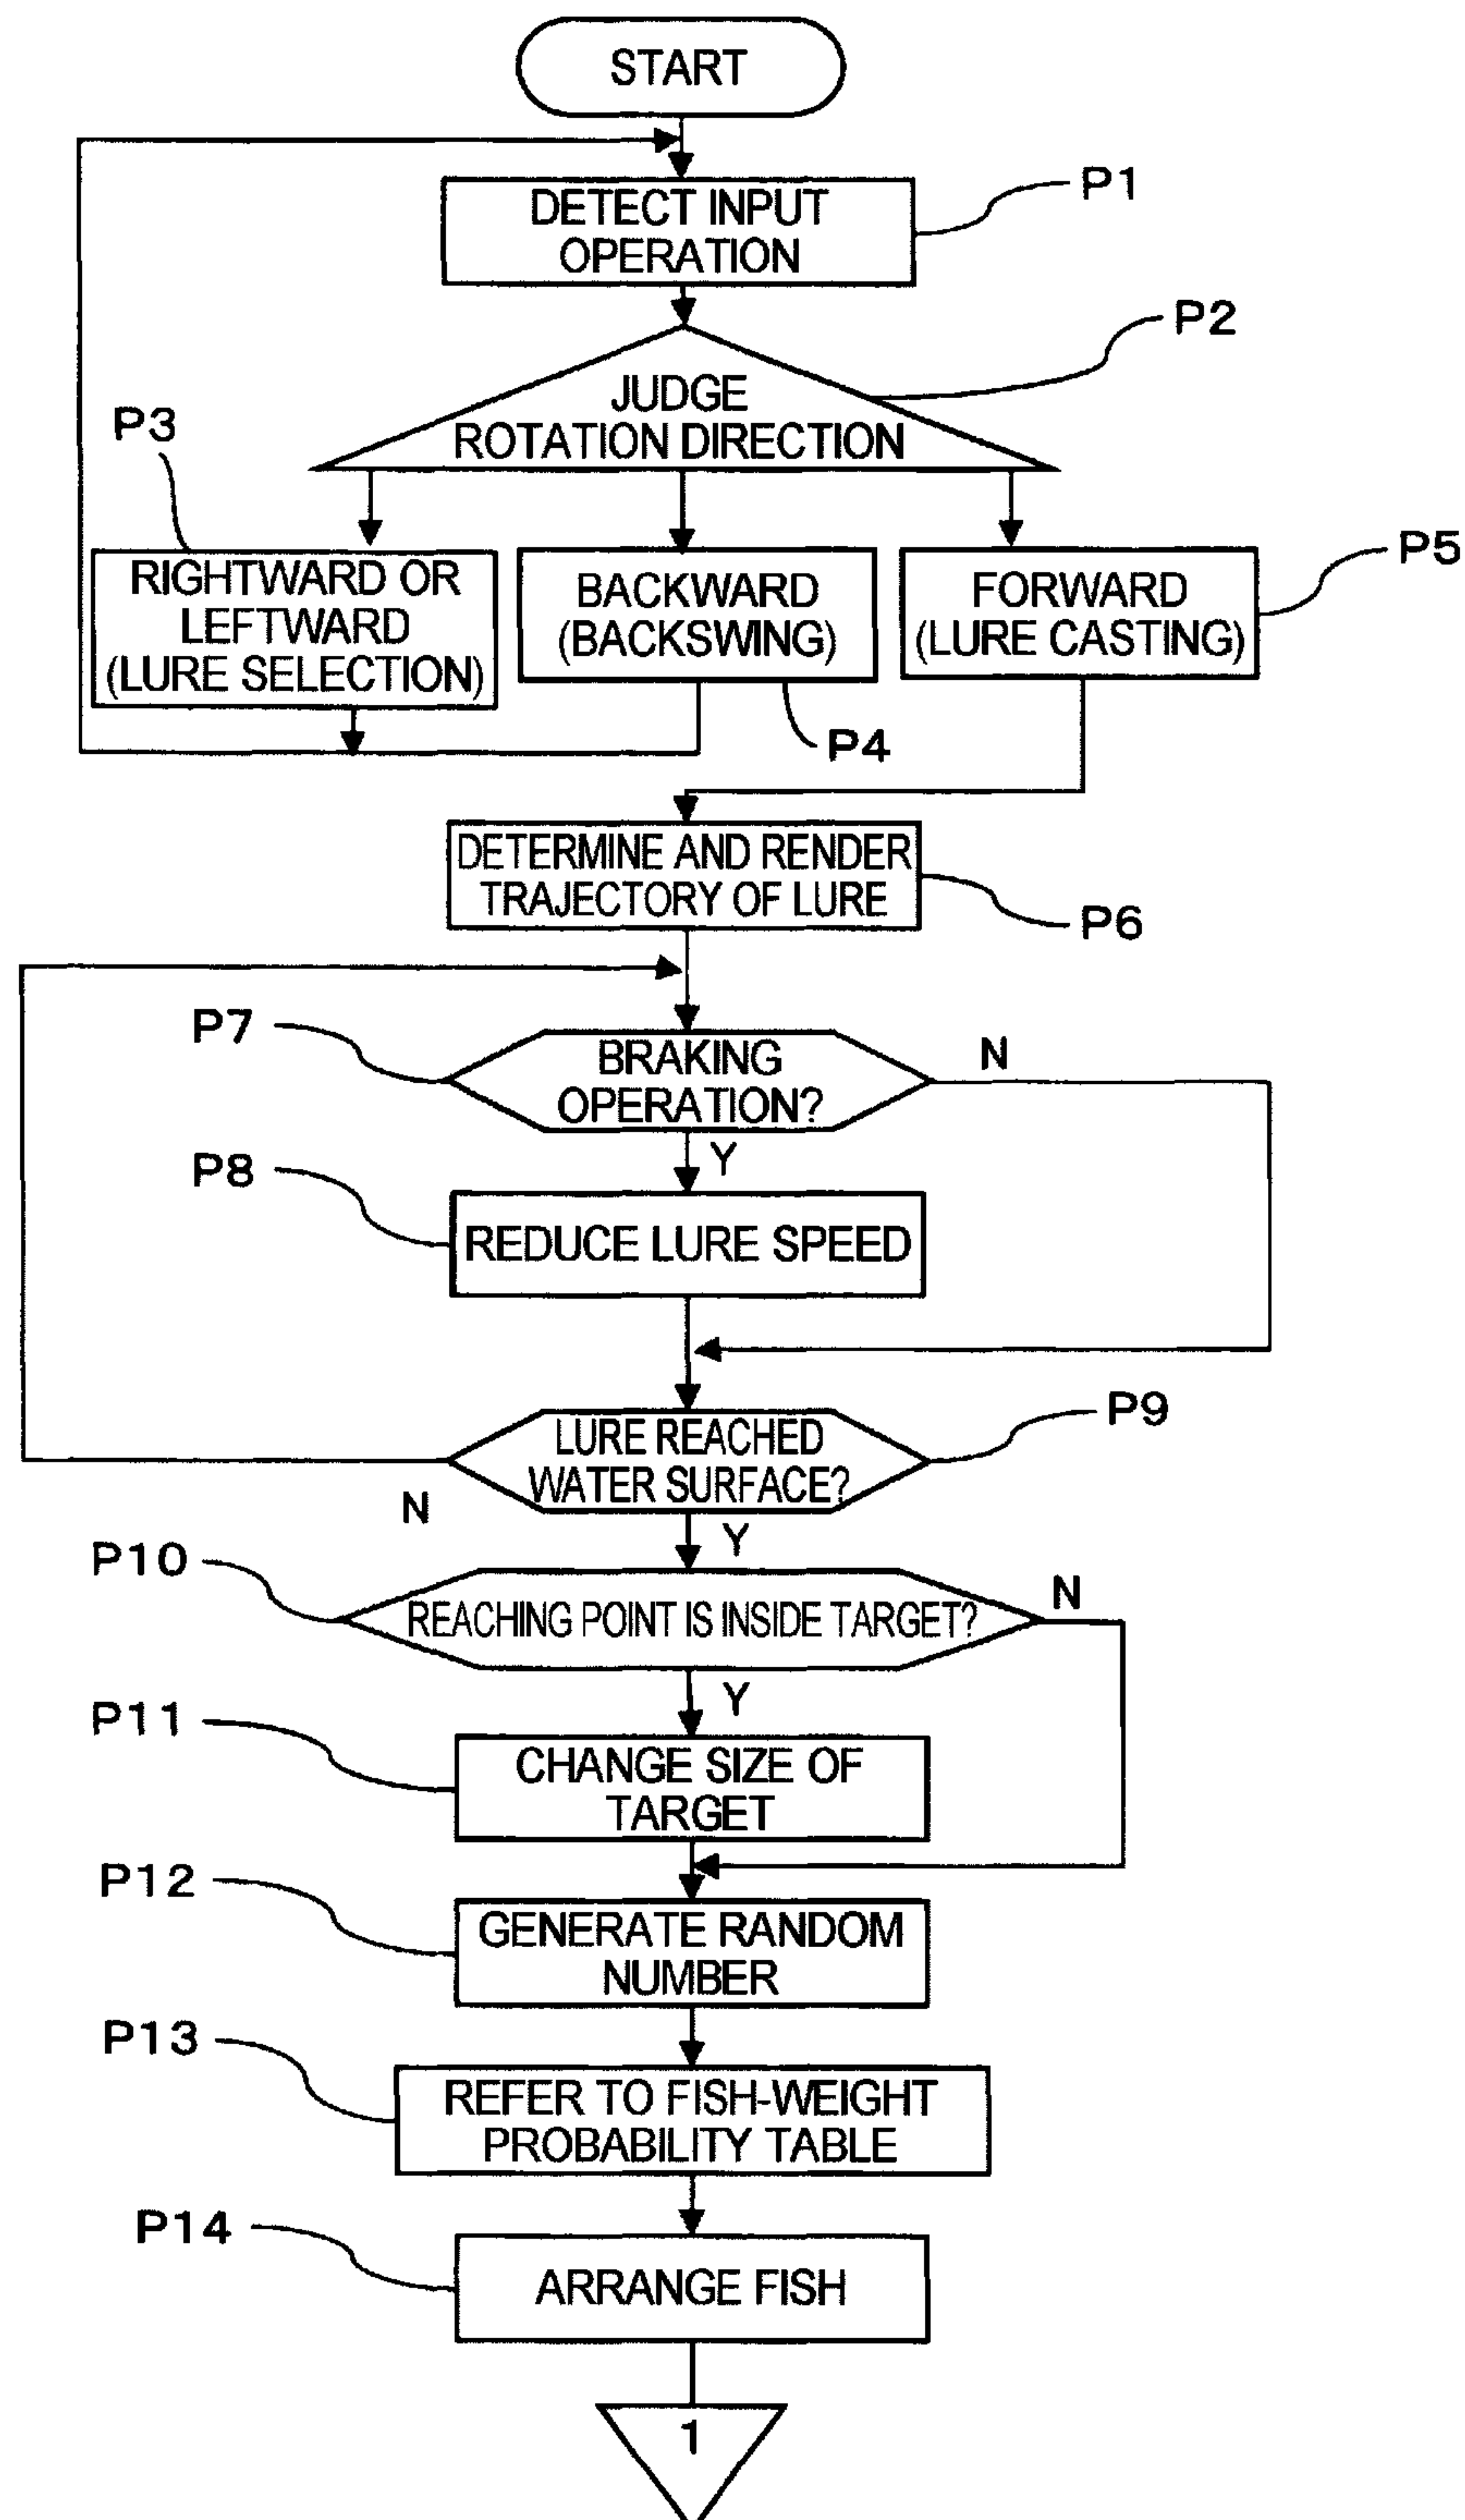 START
DETECT INPUT
OPERATION
P1
P2
JUDGE
ROTATION DIRECTION
P3
RIGHTWARD OR
LEFTWARD
(LURE SELECTION)
BACKWARD
(BACKSWING)
FORWARD
(LURE CASTING)
P5
P4
DETERMINE AND RENDER
TRAJECTORY OF LURE
P6
P7
BRAKING
OPERATION?
N
Y
P8
REDUCE LURE SPEED
P9
LURE REACHED
WATER SURFACE?
N
Y
P10
REACHING POINT IS INSIDE TARGET?
N
Y
P11
CHANGE SIZE OF
TARGET
P12
GENERATE RANDOM
NUMBER
P13
REFER TO FISH-WEIGHT
PROBABILITY TABLE
P14
ARRANGE FISH
1